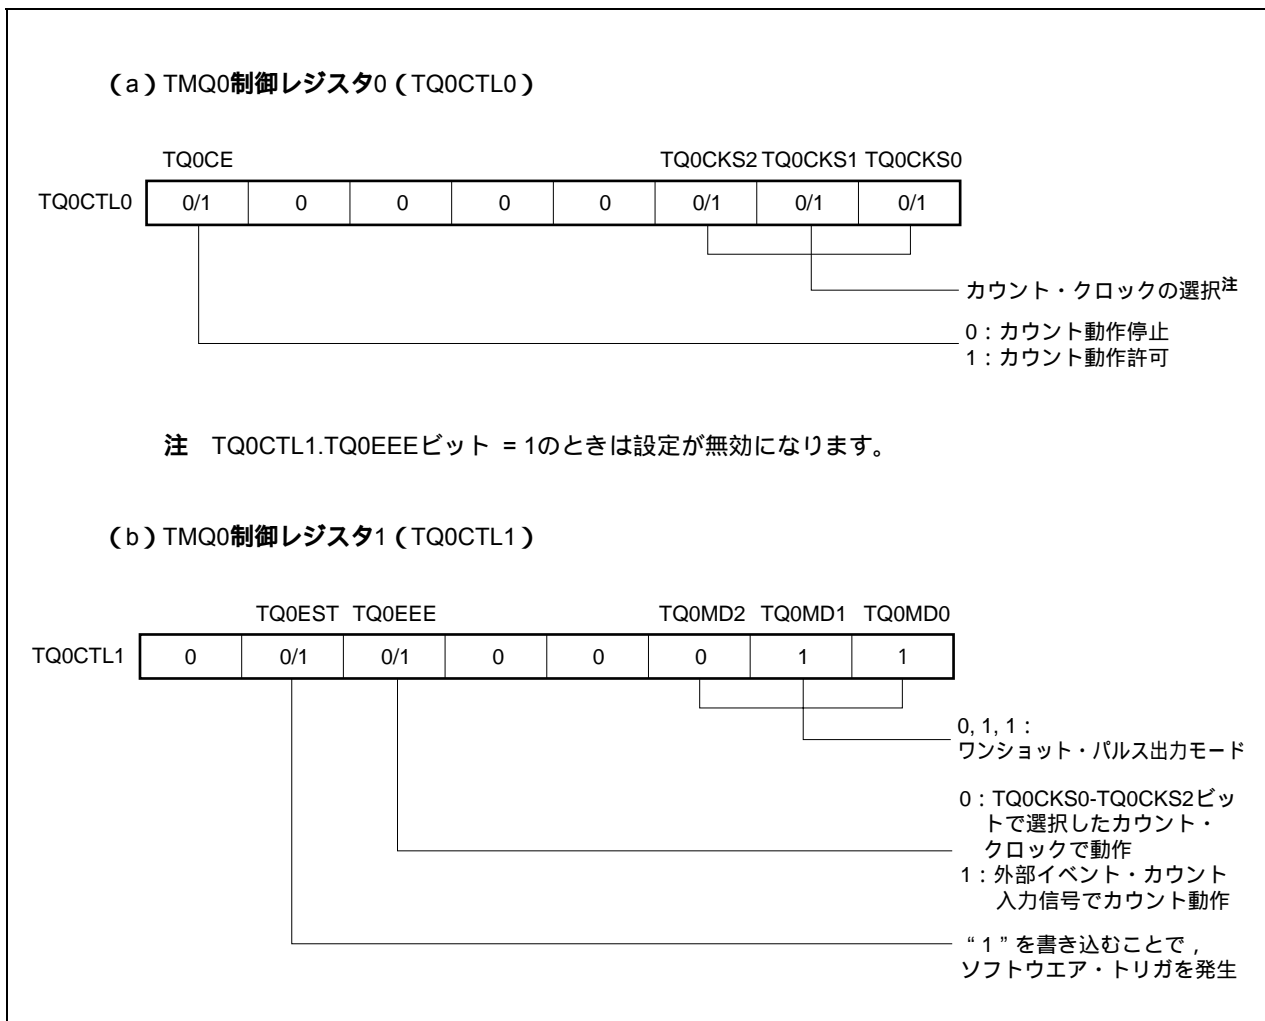 （a）TMQ0制御レジスタ0（TQ0CTL0）
TQ0CE TQ0CKS2 TQ0CKS1 TQ0CKS0
TQ0CTL0 0/1 0 0 0 0 0/1 0/1 0/1
カウント・クロックの選択注
0：カウント動作停止
1：カウント動作許可
注 TQ0CTL1.TQ0EEEビット = 1のときは設定が無効になります。
（b）TMQ0制御レジスタ1（TQ0CTL1）
TQ0EST TQ0EEE TQ0MD2 TQ0MD1 TQ0MD0
TQ0CTL1 0 0/1 0/1 0 0 0 1 1
0, 1, 1：
ワンショット・パルス出力モード
0：TQ0CKS0-TQ0CKS2ビッ
トで選択したカウント・
クロックで動作
1：外部イベント・カウント
入力信号でカウント動作
“1”を書き込むことで，
ソフトウエア・トリガを発生